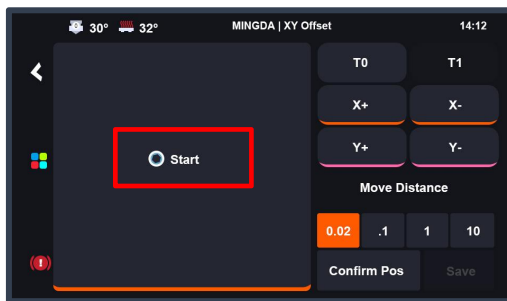 30° 32° MINGDA | XY Offset 14:12
T0 T1
X+ X-
Start
Y+ Y-
Move Distance
0.02 .1 1 10
Confirm Pos Save